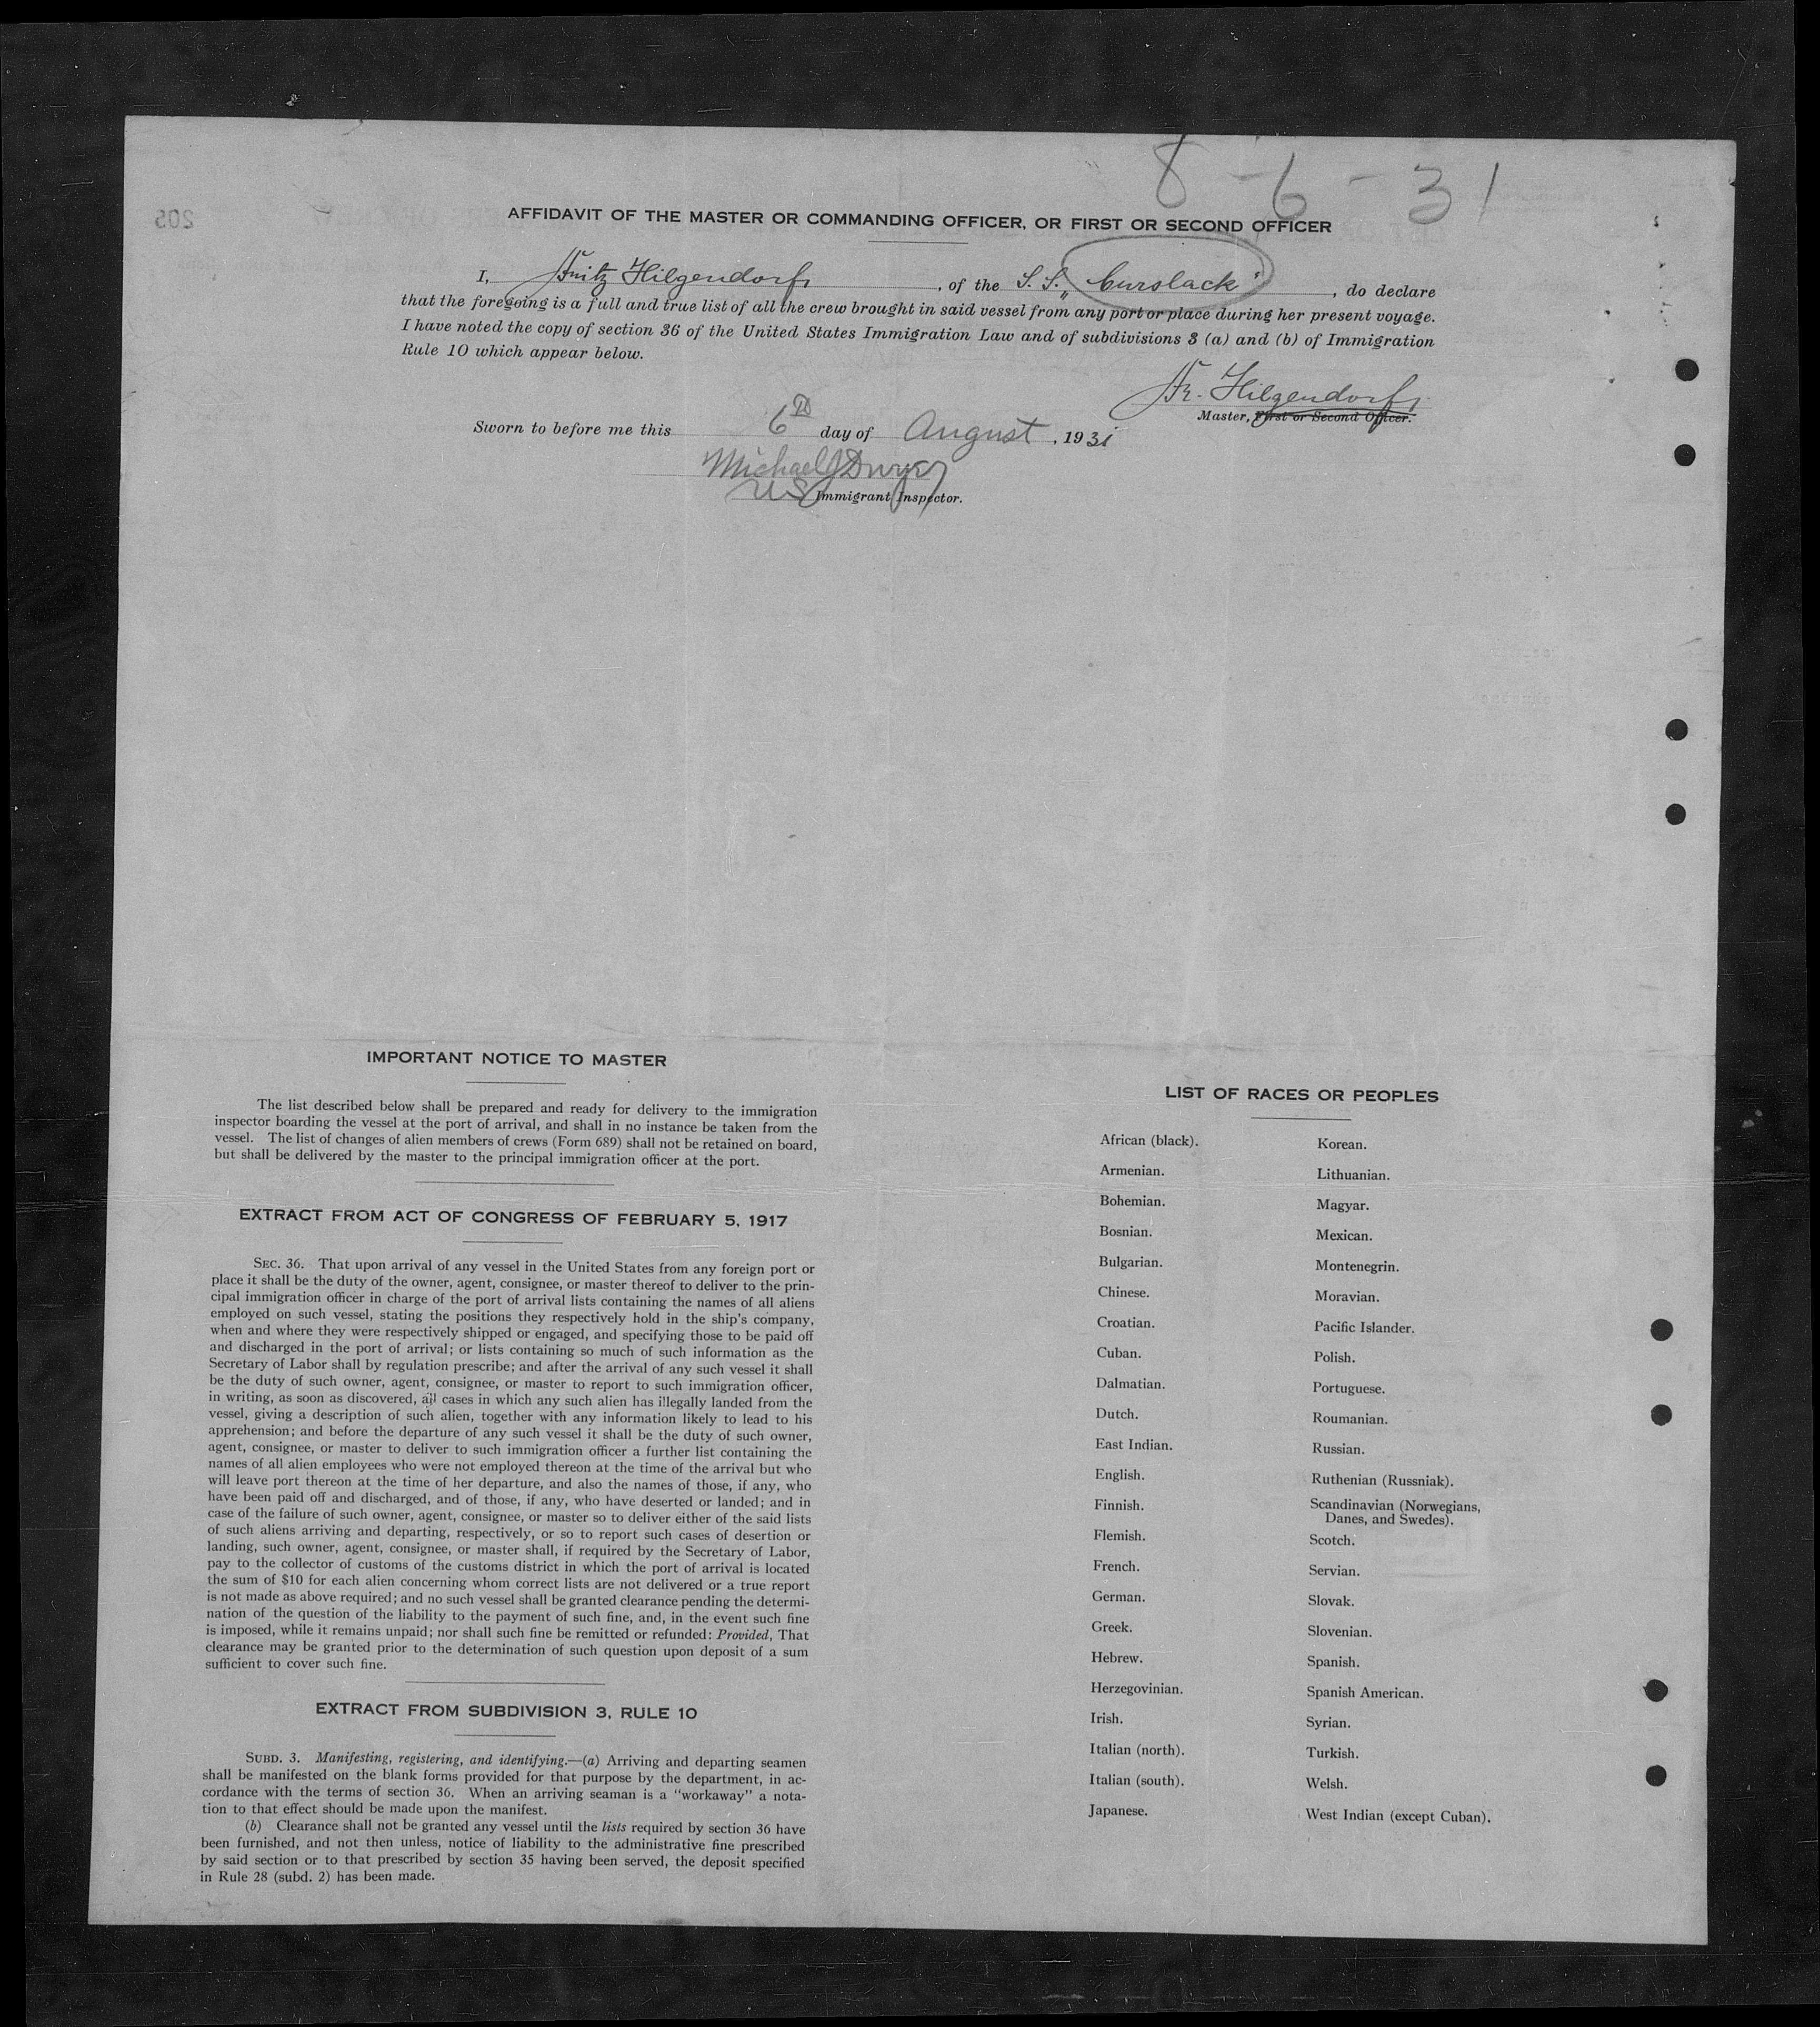 8-6-31
205
AFFIDAVIT OF THE MASTER OR COMMANDING OFFICER, OR FIRST OR SECOND OFFICER
I, Fritz Hilgendorf, of the S.S. „Curslack", do declare
that the foregoing is a full and true list of all the crew brought in said vessel from any port or place during her present voyage.
I have noted the copy of section 36 of the United States Immigration Law and of subdivisions 3 (a) and (b) of Immigration
Rule 10 which appear below.
Fr. Hilgendorf
Master, First or Second Officer.
Sworn to before me this 6th day of August, 1931
Michael J Dwyer
US Immigrant Inspector.
IMPORTANT NOTICE TO MASTER
The list described below shall be prepared and ready for delivery to the immigration
inspector boarding the vessel at the port of arrival, and shall in no instance be taken from the
vessel. The list of changes of alien members of crews (Form 689) shall not be retained on board,
but shall be delivered by the master to the principal immigration officer at the port.
EXTRACT FROM ACT OF CONGRESS OF FEBRUARY 5, 1917
SEC. 36. That upon arrival of any vessel in the United States from any foreign port or
place it shall be the duty of the owner, agent, consignee, or master thereof to deliver to the prin-
cipal immigration officer in charge of the port of arrival lists containing the names of all aliens
employed on such vessel, stating the positions they respectively hold in the ship's company,
when and where they were respectively shipped or engaged, and specifying those to be paid off
and discharged in the port of arrival; or lists containing so much of such information as the
Secretary of Labor shall by regulation prescribe; and after the arrival of any such vessel it shall
be the duty of such owner, agent, consignee, or master to report to such immigration officer,
in writing, as soon as discovered, all cases in which any such alien has illegally landed from the
vessel, giving a description of such alien, together with any information likely to lead to his
apprehension; and before the departure of any such vessel it shall be the duty of such owner,
agent, consignee, or master to deliver to such immigration officer a further list containing the
names of all alien employees who were not employed thereon at the time of the arrival but who
will leave port thereon at the time of her departure, and also the names of those, if any, who
have been paid off and discharged, and of those, if any, who have deserted or landed; and in
case of the failure of such owner, agent, consignee, or master so to deliver either of the said lists
of such aliens arriving and departing, respectively, or so to report such cases of desertion or
landing, such owner, agent, consignee, or master shall, if required by the Secretary of Labor,
pay to the collector of customs of the customs district in which the port of arrival is located
the sum of $10 for each alien concerning whom correct lists are not delivered or a true report
is not made as above required; and no such vessel shall be granted clearance pending the determi-
nation of the question of the liability to the payment of such fine, and, in the event such fine
is imposed, while it remains unpaid; nor shall such fine be remitted or refunded: Provided, That
clearance may be granted prior to the determination of such question upon deposit of a sum
sufficient to cover such fine.
EXTRACT FROM SUBDIVISION 3, RULE 10
SUBD. 3. Manifesting, registering, and identifying.—(a) Arriving and departing seamen
shall be manifested on the blank forms provided for that purpose by the department, in ac-
cordance with the terms of section 36. When an arriving seaman is a "workaway" a nota-
tion to that effect should be made upon the manifest.
(b) Clearance shall not be granted any vessel until the lists required by section 36 have
been furnished, and not then unless, notice of liability to the administrative fine prescribed
by said section or to that prescribed by section 35 having been served, the deposit specified
in Rule 28 (subd. 2) has been made.
LIST OF RACES OR PEOPLES
African (black).
Armenian.
Bohemian.
Bosnian.
Bulgarian.
Chinese.
Croatian.
Cuban.
Dalmatian.
Dutch.
East Indian.
English.
Finnish.
Flemish.
French.
German.
Greek.
Hebrew.
Herzegovinian.
Irish.
Italian (north).
Italian (south).
Japanese.
Korean.
Lithuanian.
Magyar.
Mexican.
Montenegrin.
Moravian.
Pacific Islander.
Polish.
Portuguese.
Roumanian.
Russian.
Ruthenian (Russniak).
Scandinavian (Norwegians,
Danes, and Swedes).
Scotch.
Servian.
Slovak.
Slovenian.
Spanish.
Spanish American.
Syrian.
Turkish.
Welsh.
West Indian (except Cuban).